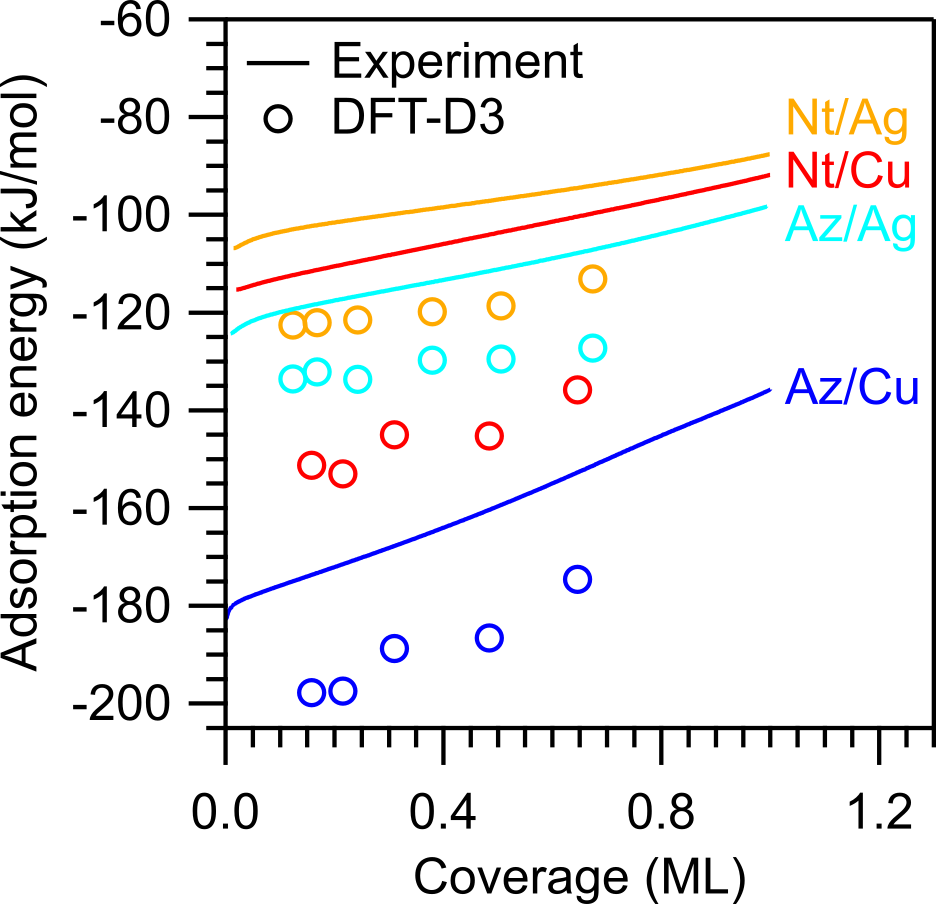 -60
-80
-100
-120
-140
-160
-180
-200
Adsorption energy (kJ/mol)
Experiment
DFT-D3
Nt/Ag
Nt/Cu
Az/Ag
Az/Cu
0.0
0.4
0.8
1.2
Coverage (ML)